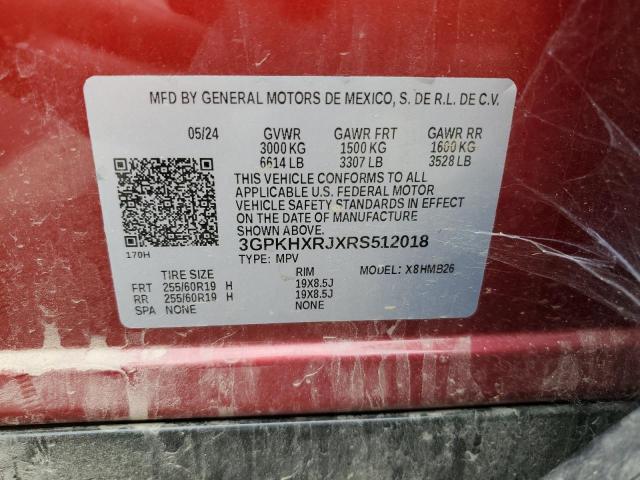 MFD BY GENERAL MOTORS DE MEXICO, S. DE R.L. DE C.V.
05/24 GVWR GAWR FRT GAWR RR
3000 KG 1500 KG 1600 KG
6614 LB 3307 LB 3528 LB
THIS VEHICLE CONFORMS TO ALL
APPLICABLE U.S. FEDERAL MOTOR
VEHICLE SAFETY STANDARDS IN EFFECT
ON THE DATE OF MANUFACTURE
SHOWN ABOVE.
3GPKHXRJXRS512018
170H TYPE: MPV MODEL: X8HMB26
TIRE SIZE RIM
FRT 255/60R19 H 19X8.5J
RR 255/60R19 H 19X8.5J
SPA NONE NONE